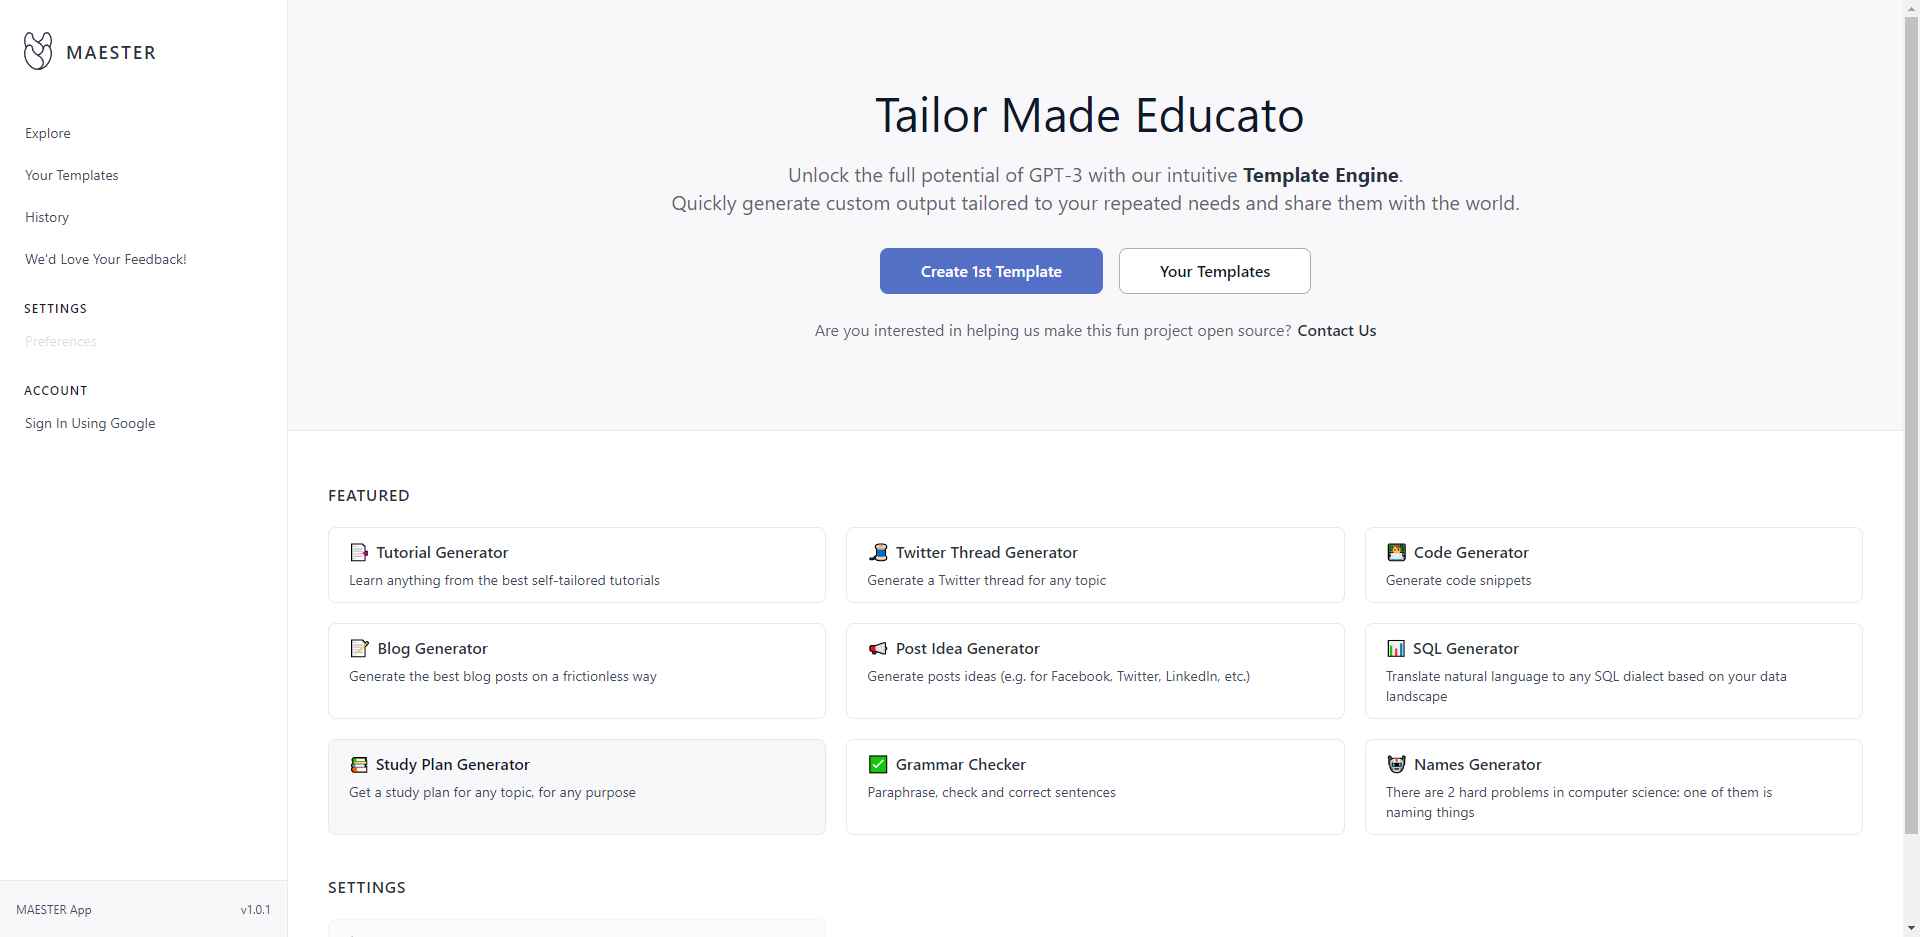 MAESTER
Explore
Your Templates
History
We'd Love Your Feedback!
SETTINGS
Preferences
ACCOUNT
Sign In Using Google
MAESTER App
v1.0.1
Tailor Made Educato
Unlock the full potential of GPT-3 with our intuitive Template Engine.
Quickly generate custom output tailored to your repeated needs and share them with the world.
Create 1st Template
Your Templates
Are you interested in helping us make this fun project open source? Contact Us
FEATURED
Tutorial Generator
Learn anything from the best self-tailored tutorials
Twitter Thread Generator
Generate a Twitter thread for any topic
Code Generator
Generate code snippets
Blog Generator
Generate the best blog posts on a frictionless way
Post Idea Generator
Generate posts ideas (e.g. for Facebook, Twitter, LinkedIn, etc.)
SQL Generator
Translate natural language to any SQL dialect based on your data
landscape
Study Plan Generator
Get a study plan for any topic, for any purpose
Grammar Checker
Paraphrase, check and correct sentences
Names Generator
There are 2 hard problems in computer science: one of them is
naming things
SETTINGS